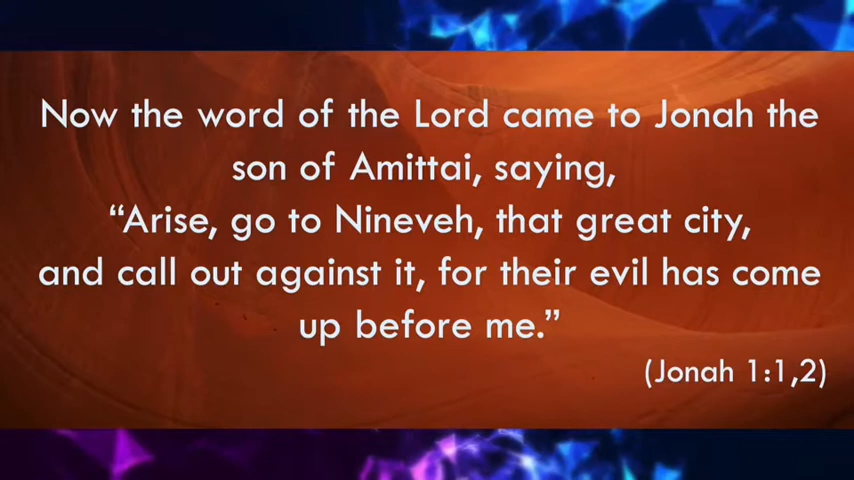 Now the word of the Lord came to Jonah the
son of Amittai, saying,
“Arise, go to Nineveh, that great city,
and call out against it, for their evil has come
up before me.”
(Jonah 1:1,2)